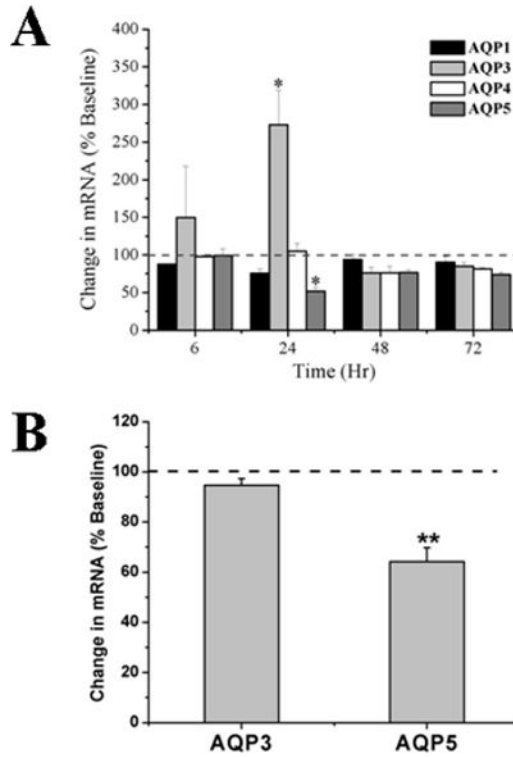 A
400
350
300
250
200
150
100
50
0
Change in mRNA (% Baseline)
AQP1
AQP3
AQP4
AQP5
*
*
6 24 48 72
Time (Hr)
B
120
100
80
60
40
20
0
Change in mRNA (% Baseline)
**
AQP3 AQP5